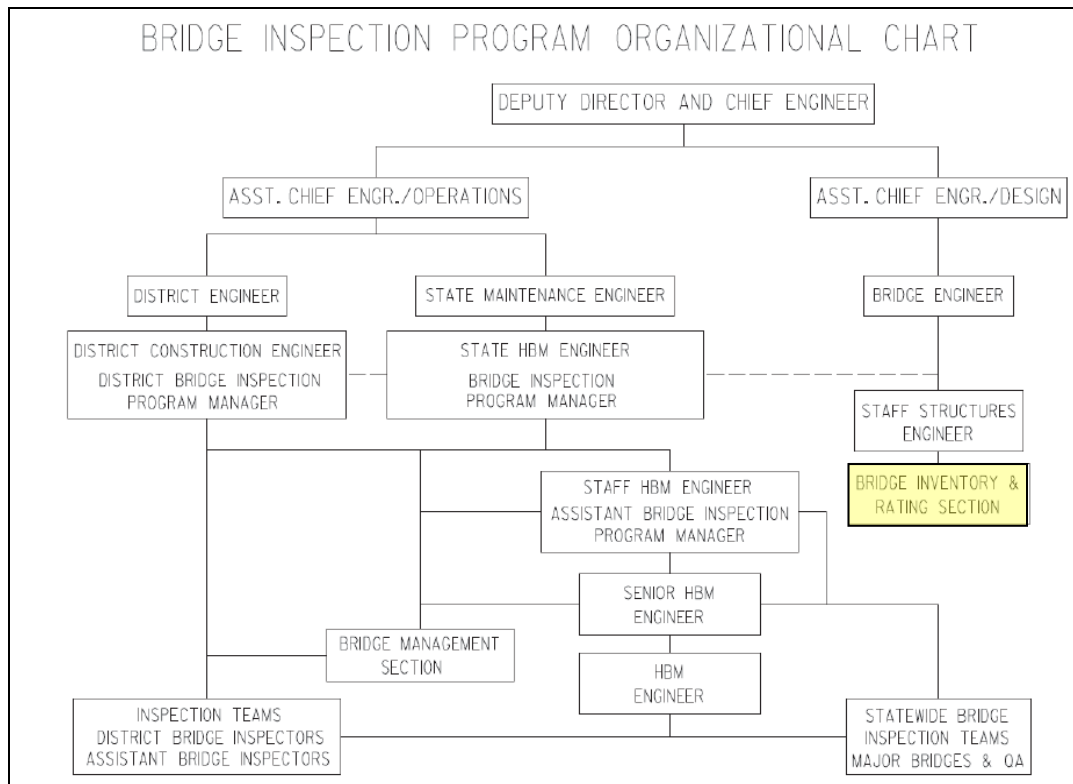 BRIDGE INSPECTION PROGRAM ORGANIZATIONAL CHART
DEPUTY DIRECTOR AND CHIEF ENGINEER
ASST. CHIEF ENGR./OPERATIONS
ASST. CHIEF ENGR./DESIGN
DISTRICT ENGINEER
STATE MAINTENANCE ENGINEER
BRIDGE ENGINEER
DISTRICT CONSTRUCTION ENGINEER
DISTRICT BRIDGE INSPECTION
PROGRAM MANAGER
STATE HBM ENGINEER
BRIDGE INSPECTION
PROGRAM MANAGER
STAFF STRUCTURES
ENGINEER
BRIDGE INVENTORY &
RATING SECTION
STAFF HBM ENGINEER
ASSISTANT BRIDGE INSPECTION
PROGRAM MANAGER
SENIOR HBM
ENGINEER
BRIDGE MANAGEMENT
SECTION
HBM
ENGINEER
INSPECTION TEAMS
DISTRICT BRIDGE INSPECTORS
ASSISTANT BRIDGE INSPECTORS
STATEWIDE BRIDGE
INSPECTION TEAMS
MAJOR BRIDGES & QA